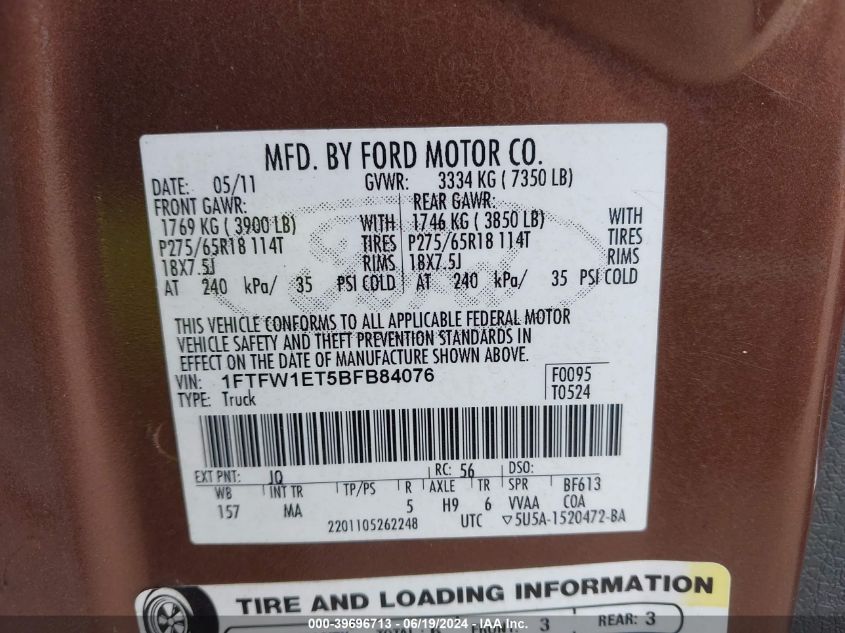 MFD. BY FORD MOTOR CO.
DATE: 05/11 GVWR: 3334 KG ( 7350 LB)
FRONT GAWR: REAR GAWR:
1769 KG ( 3900 LB) WITH 1746 KG ( 3850 LB) WITH
P275/65R18 114T TIRES P275/65R18 114T TIRES
18X7.5J RIMS 18X7.5J RIMS
AT 240 kPa/ 35 PSI COLD AT 240 kPa/ 35 PSI COLD
Ford
THIS VEHICLE CONFORMS TO ALL APPLICABLE FEDERAL MOTOR
VEHICLE SAFETY AND THEFT PREVENTION STANDARDS IN
EFFECT ON THE DATE OF MANUFACTURE SHOWN ABOVE.
VIN: 1FTFW1ET5BFB84076 F0095
TYPE: Truck T0524
EXT PNT: JQ RC: 56 DSO:
WB INT TR TP/PS R AXLE TR SPR BF613
157 MA 5 H9 6 VVAA COA
2201105262248 UTC ▽5U5A-1520472-BA
TIRE AND LOADING INFORMATION
FRONT: 3 REAR: 3
000-39696713 - 06/19/2024 - IAA Inc.